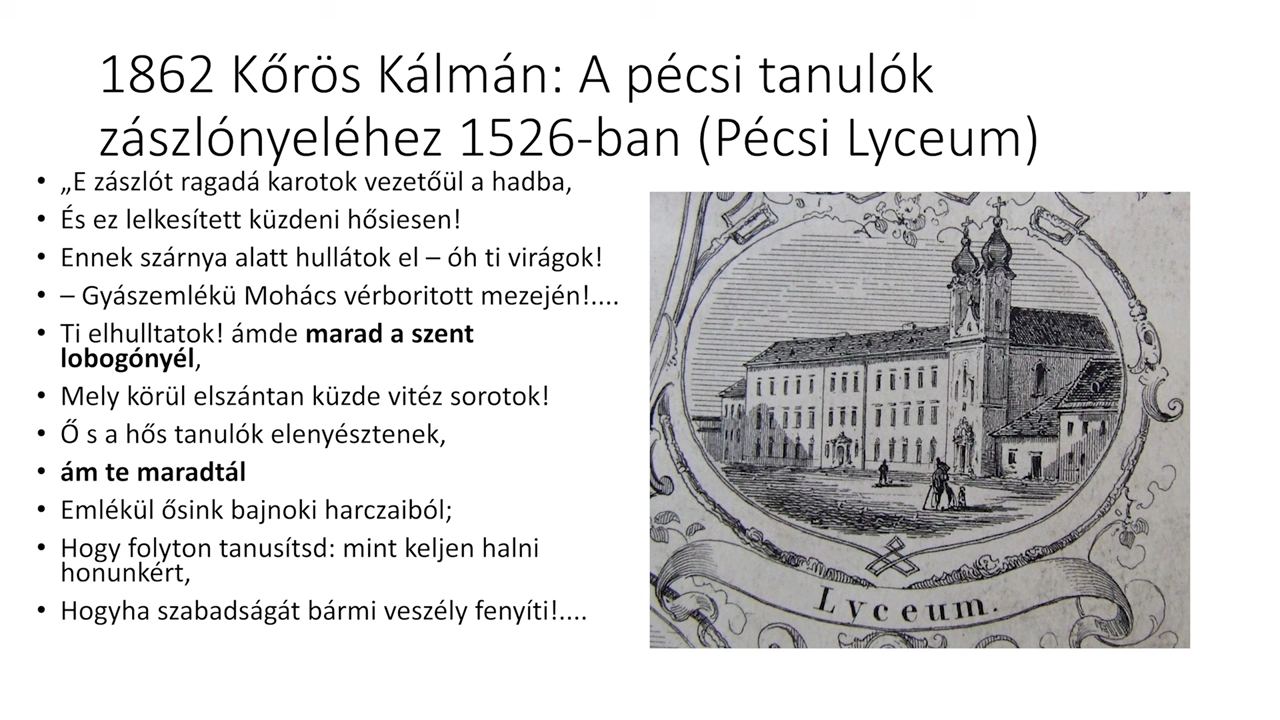 1862 Kőrös Kálmán: A pécsi tanulók
zászlónyeléhez 1526-ban (Pécsi Lyceum)
• „E zászlót ragadá karotok vezetőül a hadba,
• És ez lelkesített küzdeni hősiesen!
• Ennek szárnya alatt hullátok el – óh ti virágok!
• – Gyászemlékü Mohács vérboritott mezején!....
• Ti elhulltatok! ámde marad a szent
lobogónyél,
• Mely körül elszántan küzde vitéz sorotok!
• Ő s a hős tanulók elenyésztenek,
• ám te maradtál
• Emlékül ősink bajnoki harczaiból;
• Hogy folyton tanusítsd: mint keljen halni
honunkért,
• Hogyha szabadságát bármi veszély fenyíti!....
Lyceum.